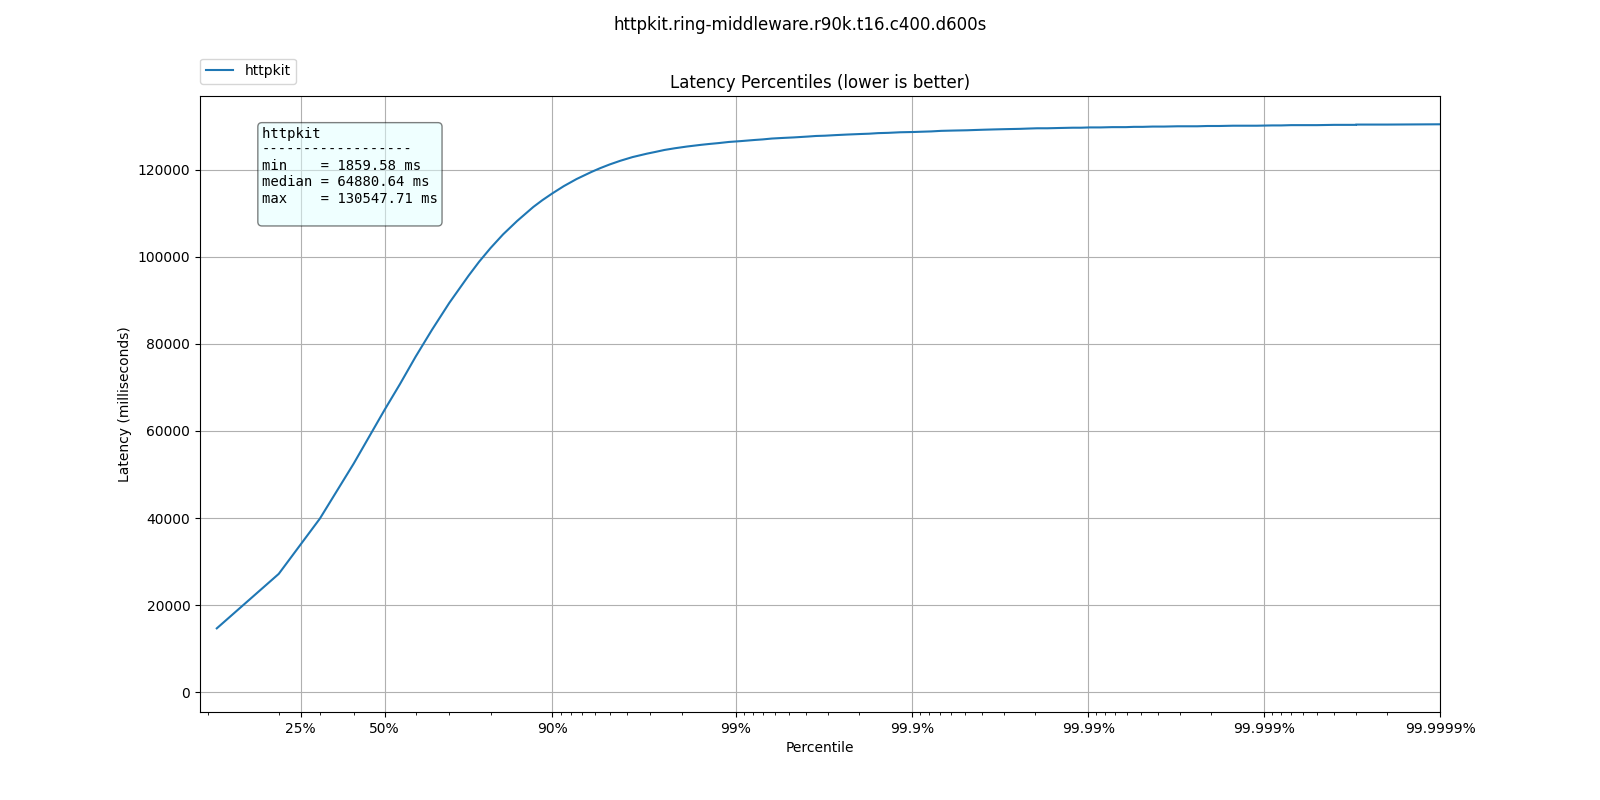 httpkit.ring-middleware.r90k.t16.c400.d600s
httpkit
Latency Percentiles (lower is better)
httpkit
------------------
min    = 1859.58 ms
median = 64880.64 ms
max    = 130547.71 ms
120000
100000
80000
60000
40000
20000
0
Latency (milliseconds)
25% 50% 90% 99% 99.9% 99.99% 99.999% 99.9999%
Percentile